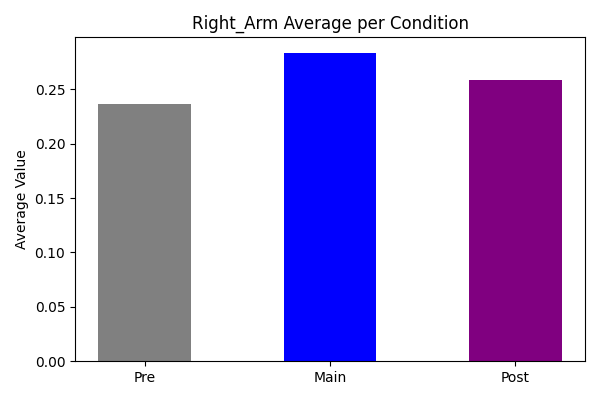 Right_Arm Average per Condition
Average Value
0.25
0.20
0.15
0.10
0.05
0.00
Pre
Main
Post